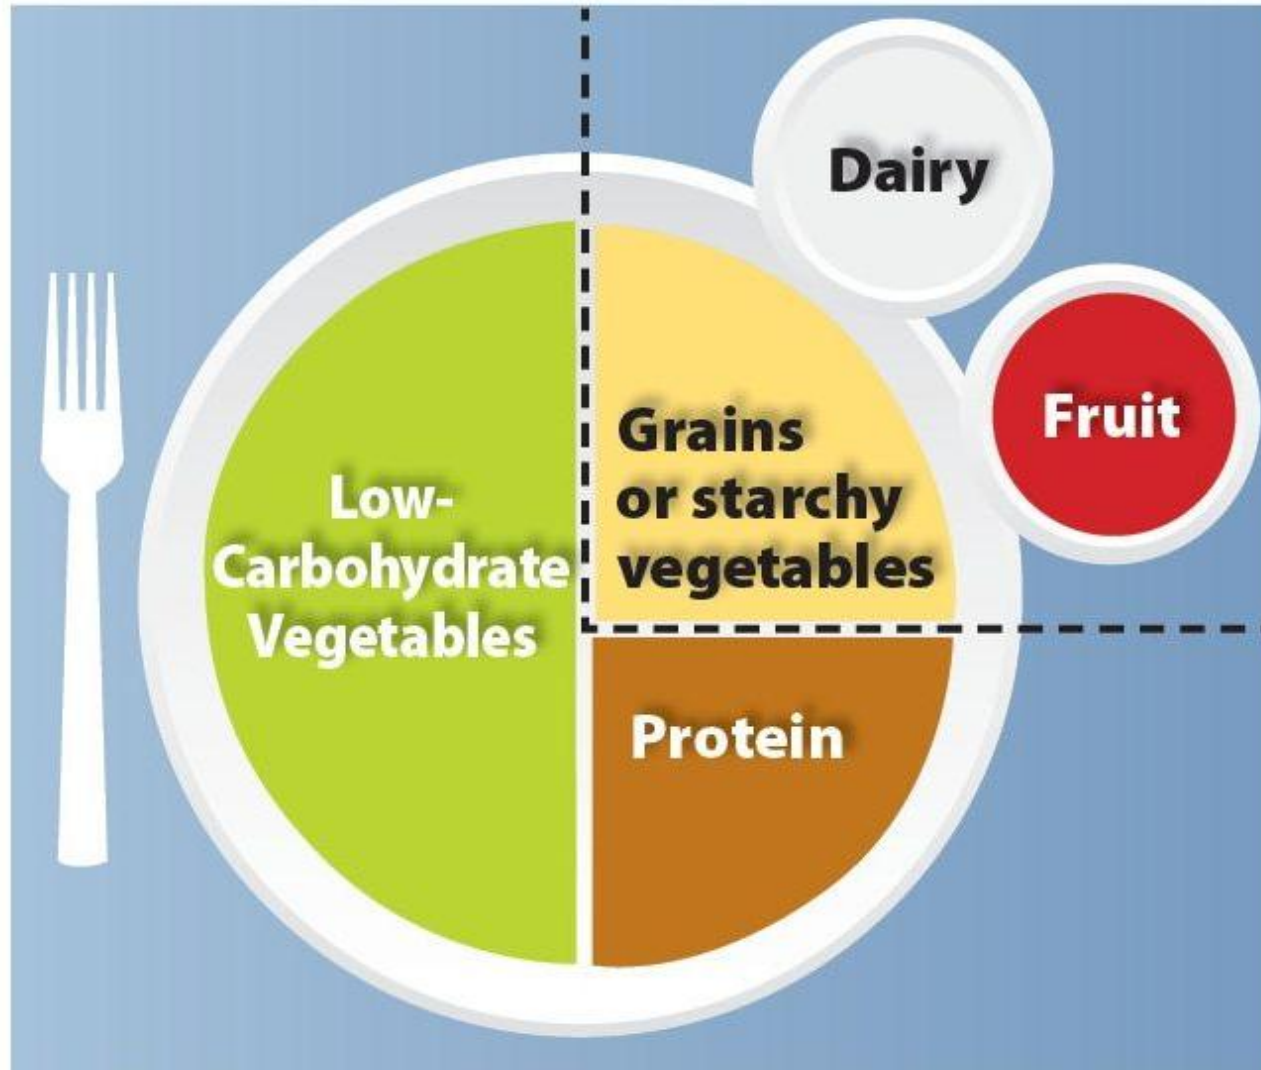 Dairy
Fruit
Grains
or starchy
vegetables
Low-
Carbohydrate
Vegetables
Protein